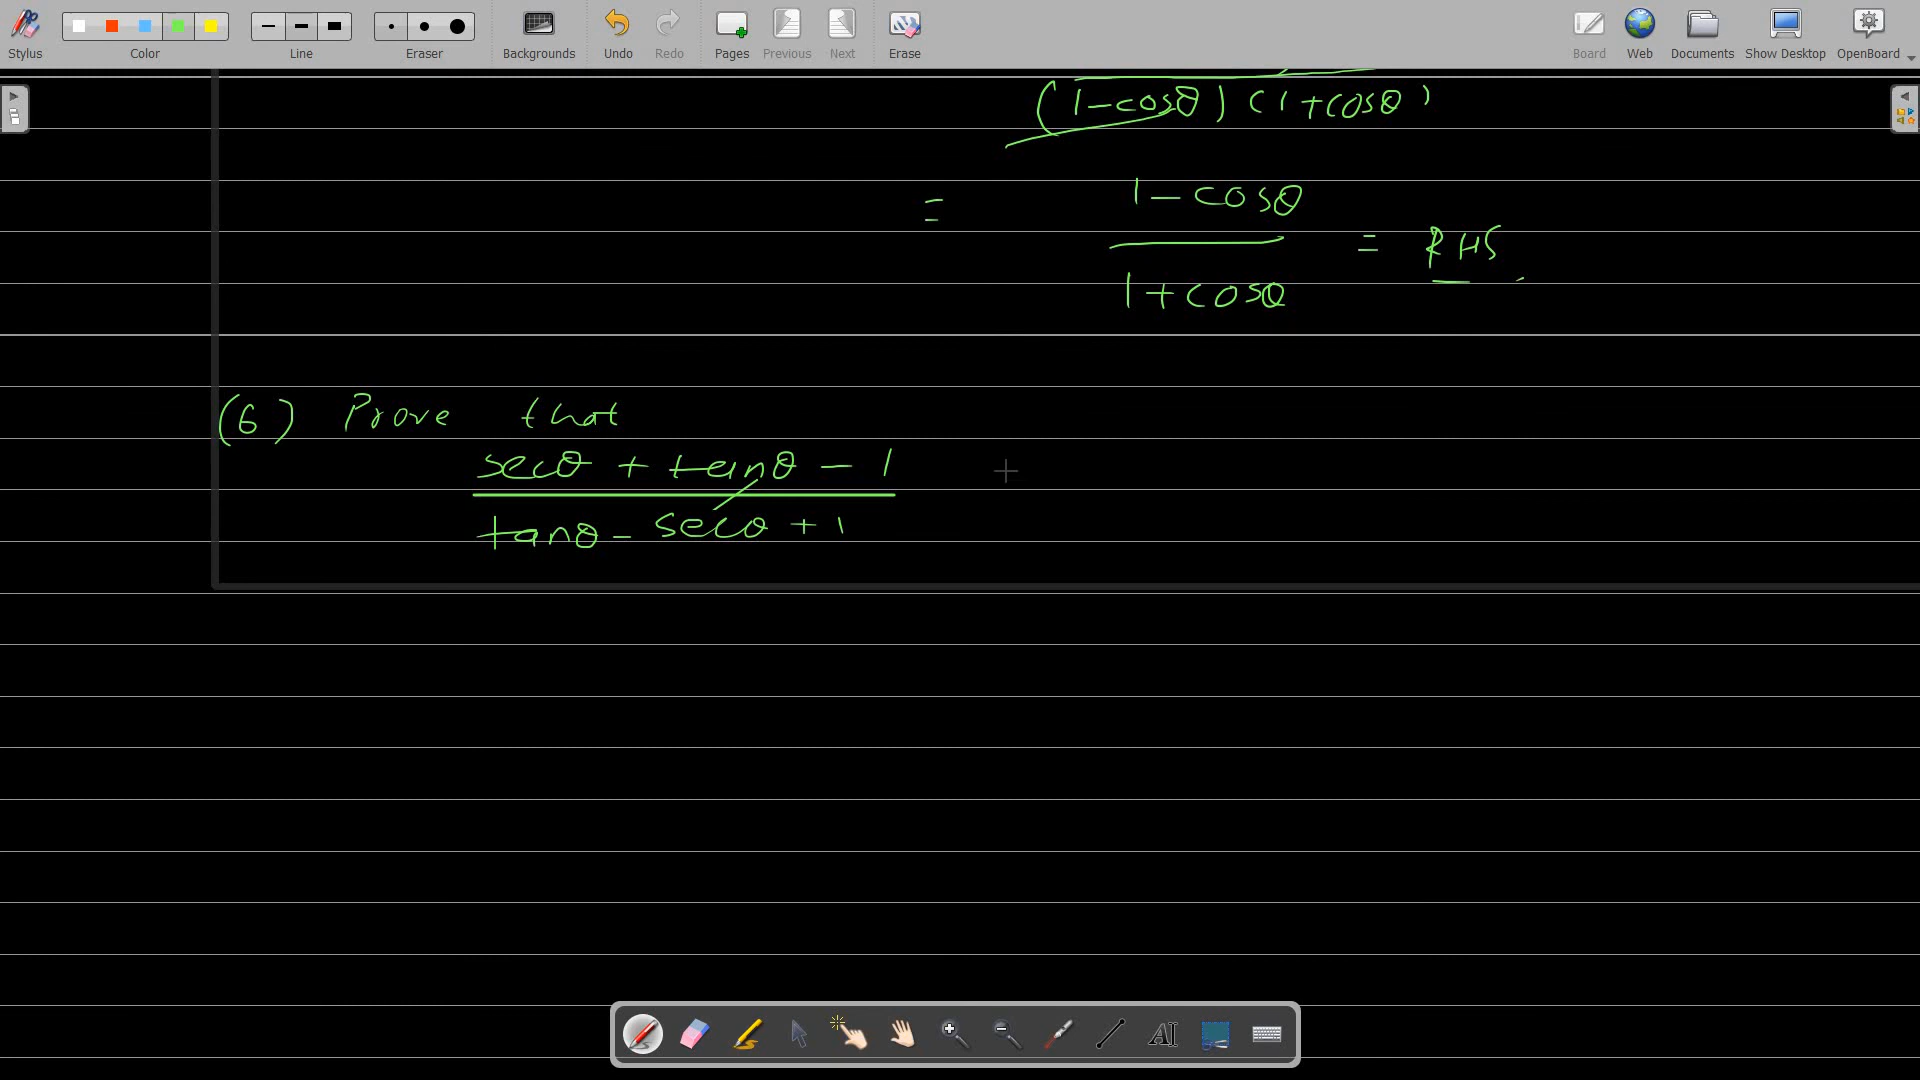 Stylus Color Line Eraser Backgrounds Undo Redo Pages Previous Next Erase Board Web Documents Show Desktop OpenBoard
(1-cosθ) (1+cosθ)
= 1-cosθ / 1+cosθ = RHS
(6) Prove that
secθ + tanθ - 1
tanθ - secθ + 1
AI